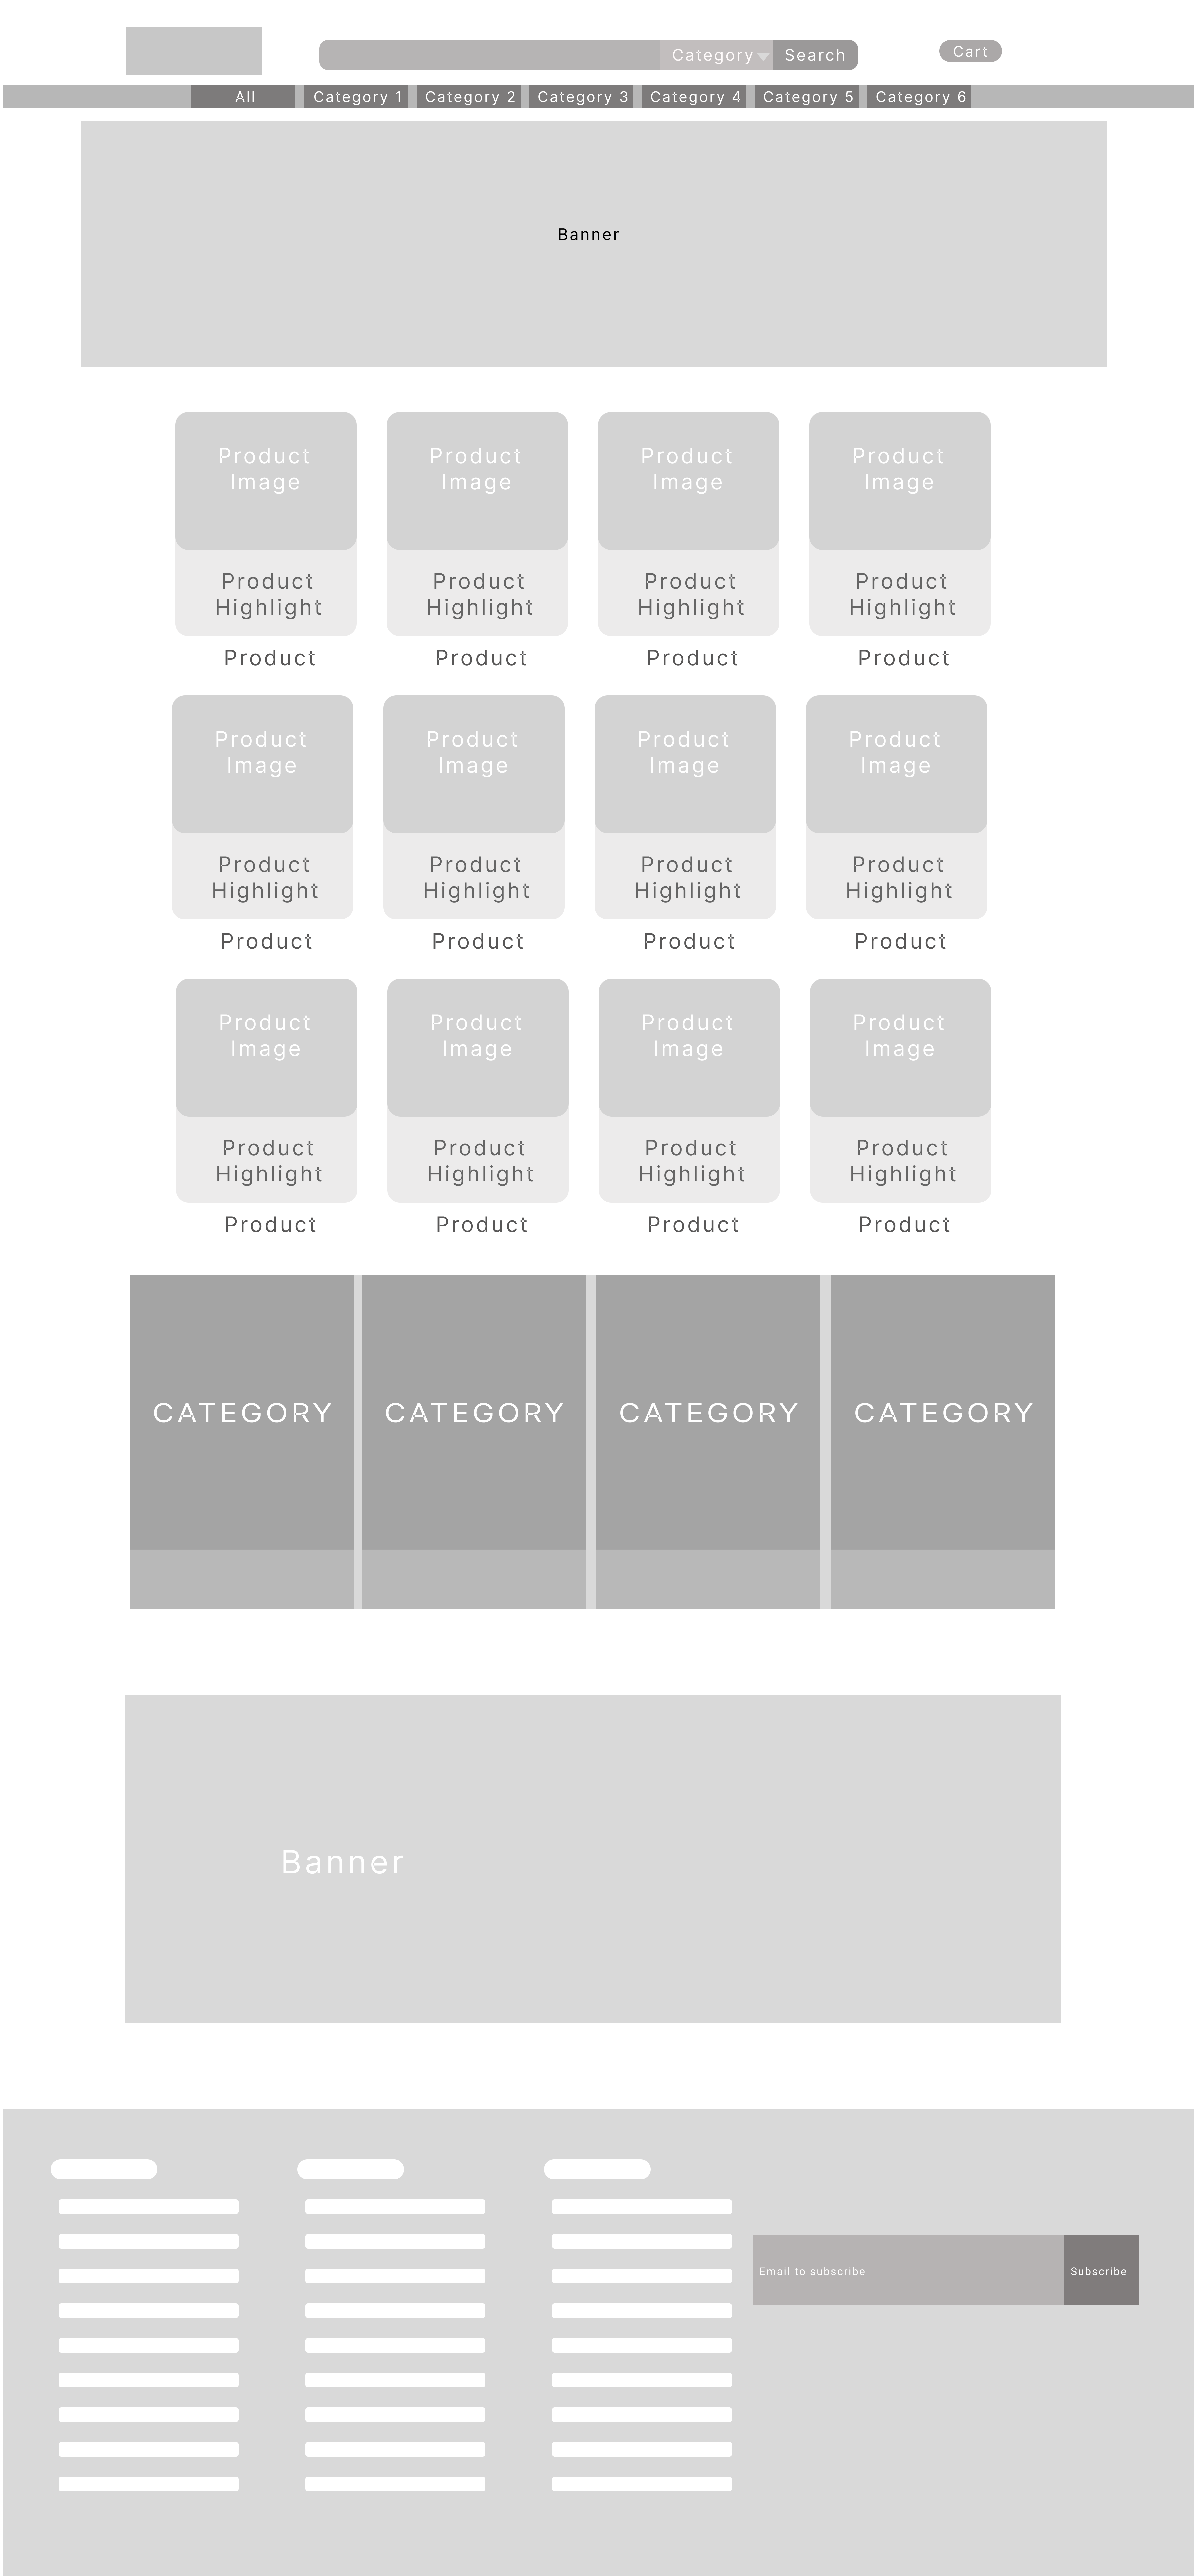 Category Search Cart
All Category 1 Category 2 Category 3 Category 4 Category 5 Category 6
Banner
Product Product Product Product
Image Image Image Image
Product Product Product Product
Highlight Highlight Highlight Highlight
Product Product Product Product
Product Product Product Product
Image Image Image Image
Product Product Product Product
Highlight Highlight Highlight Highlight
Product Product Product Product
Product Product Product Product
Image Image Image Image
Product Product Product Product
Highlight Highlight Highlight Highlight
Product Product Product Product
CATEGORY CATEGORY CATEGORY CATEGORY
Banner
Email to subscribe Subscribe